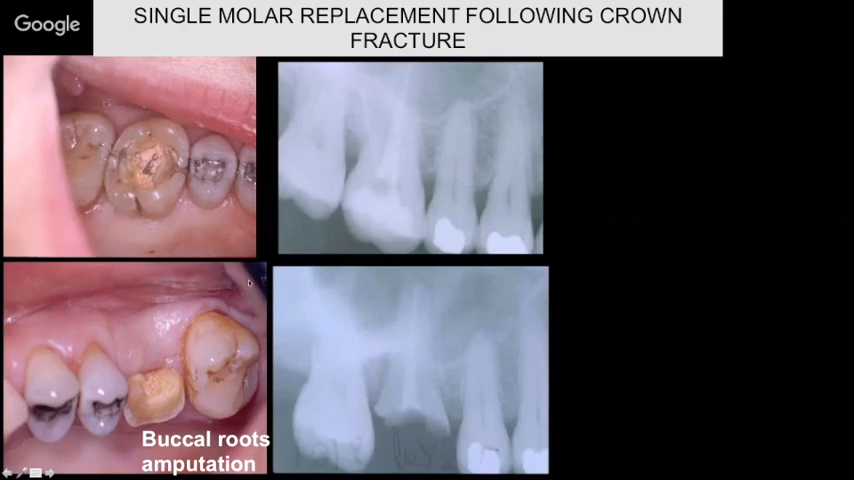 Google
SINGLE MOLAR REPLACEMENT FOLLOWING CROWN
FRACTURE
Buccal roots
amputation